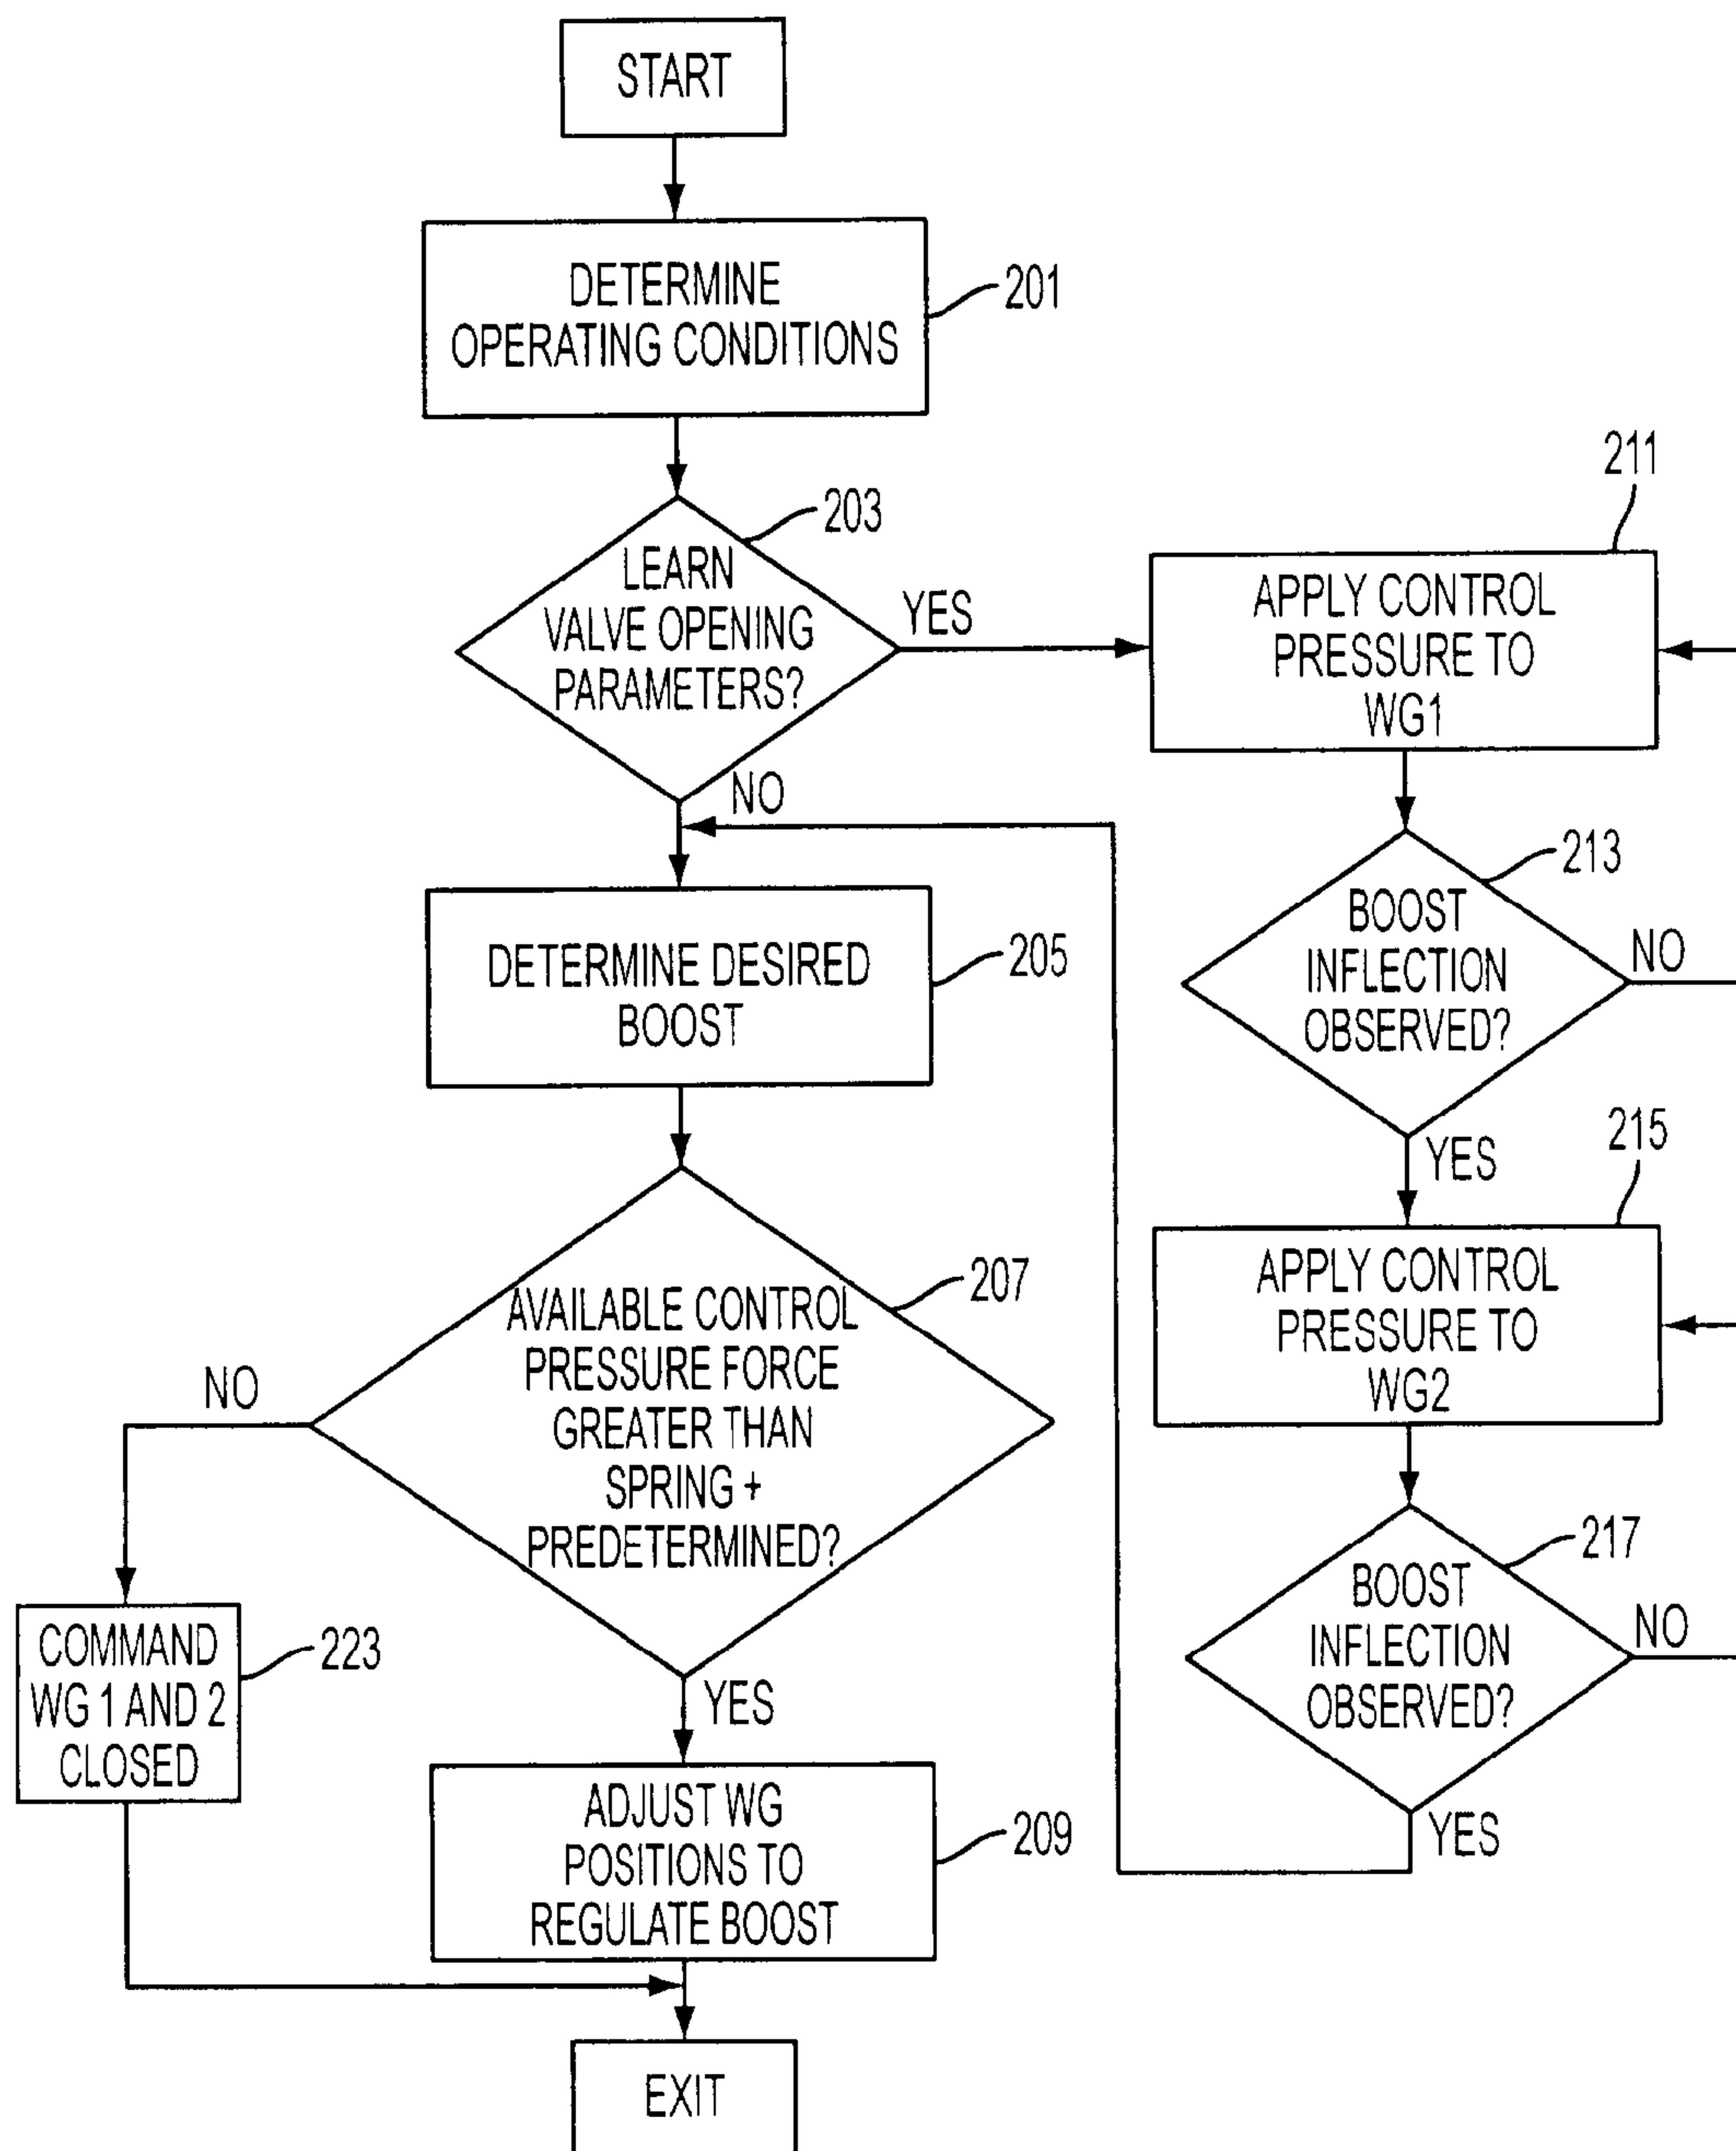 START
DETERMINE
OPERATING CONDITIONS
201
LEARN
VALVE OPENING
PARAMETERS?
203
YES
NO
DETERMINE DESIRED
BOOST
205
AVAILABLE CONTROL
PRESSURE FORCE
GREATER THAN
SPRING +
PREDETERMINED?
207
NO
YES
COMMAND
WG 1 AND 2
CLOSED
223
ADJUST WG
POSITIONS TO
REGULATE BOOST
209
EXIT
211
APPLY CONTROL
PRESSURE TO
WG1
213
BOOST
INFLECTION
OBSERVED?
NO
YES
215
APPLY CONTROL
PRESSURE TO
WG2
217
BOOST
INFLECTION
OBSERVED?
NO
YES